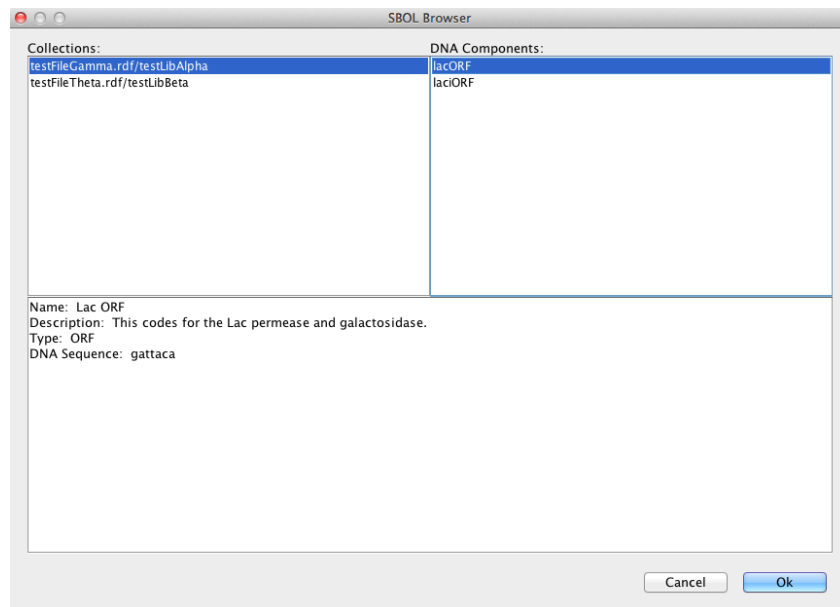 SBOL Browser
Collections:
testFileGamma.rdf/testLibAlpha
testFileTheta.rdf/testLibBeta
DNA Components:
lacORF
laciORF
Name:  Lac ORF
Description:  This codes for the Lac permease and galactosidase.
Type:  ORF
DNA Sequence:  gattaca
Cancel
Ok